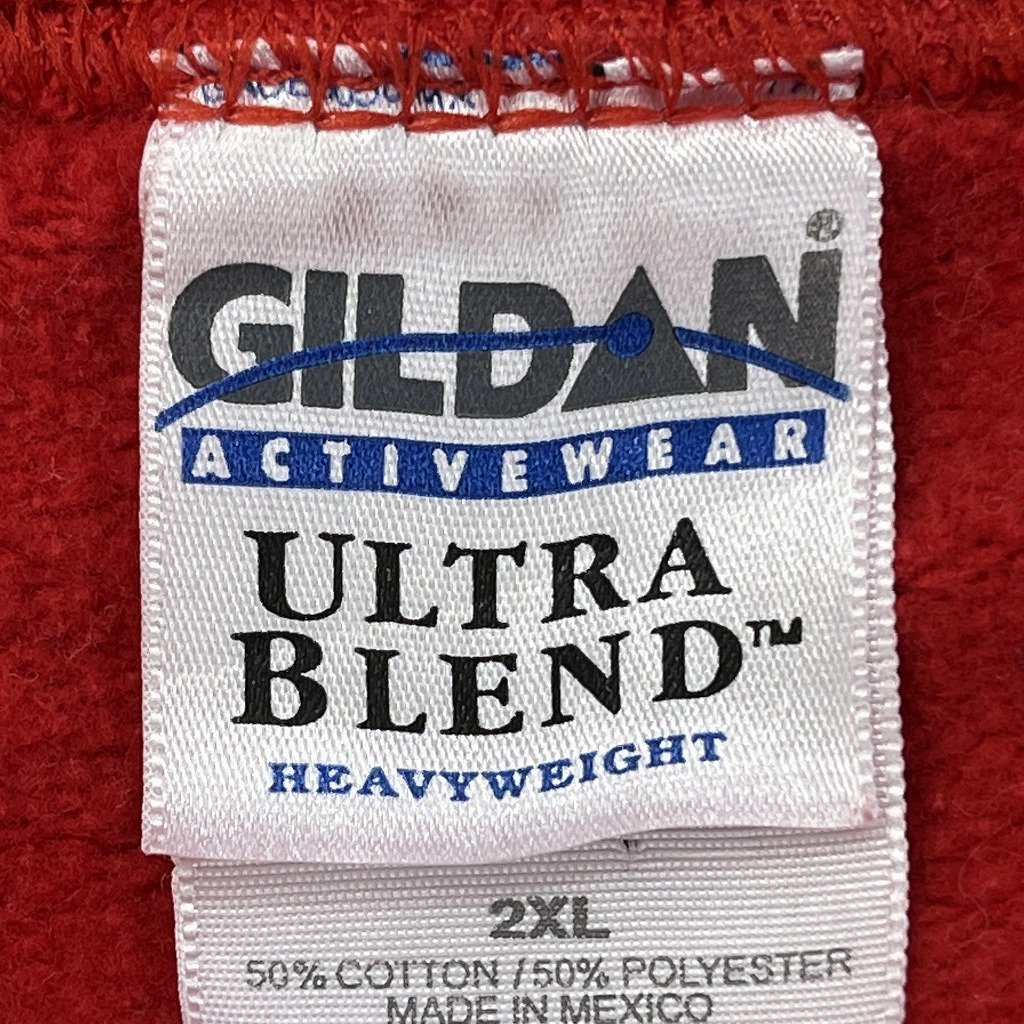 GILDAN®
ACTIVEWEAR
ULTRA
BLEND™
HEAVYWEIGHT
2XL
50% COTTON / 50% POLYESTER
MADE IN MEXICO